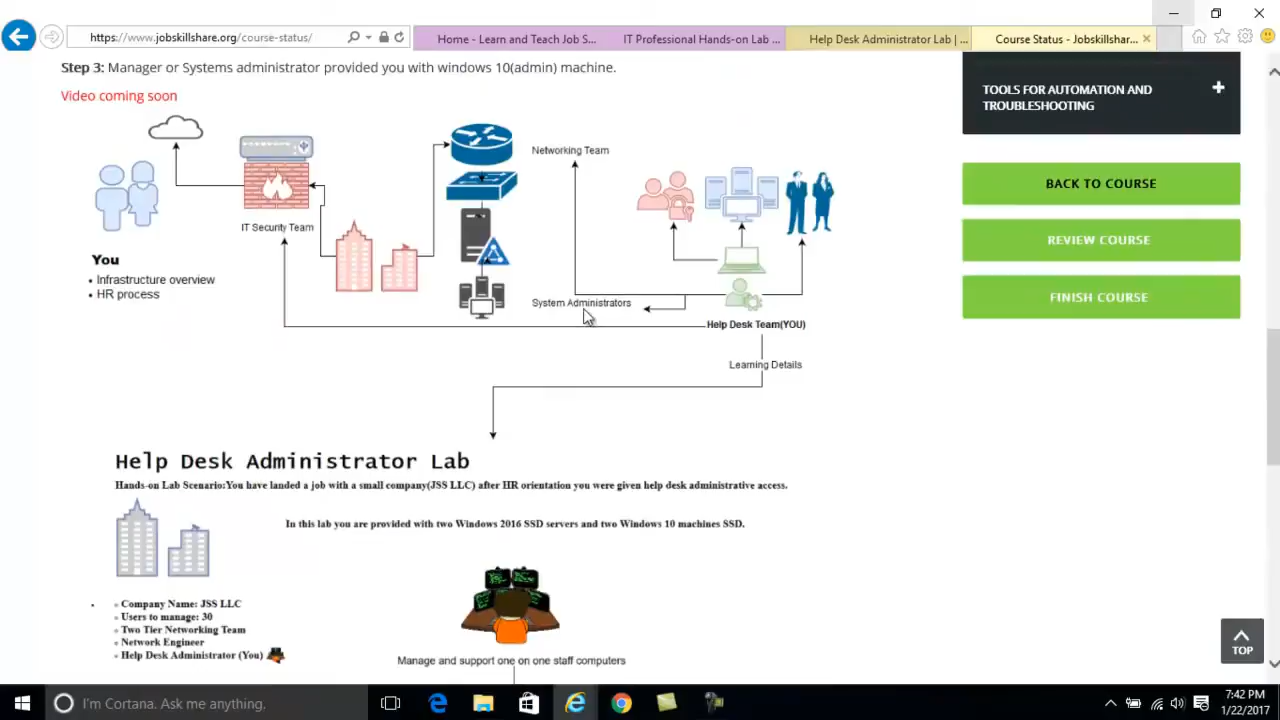 https://www.jobskillshare.org/course-status/
Home - Learn and Teach Job S...
IT Professional Hands-on Lab ...
Help Desk Administrator Lab | ...
Course Status - Jobskillshar...
Step 3: Manager or Systems administrator provided you with windows 10(admin) machine.
Video coming soon
TOOLS FOR AUTOMATION AND
TROUBLESHOOTING
BACK TO COURSE
REVIEW COURSE
FINISH COURSE
Networking Team
IT Security Team
You
• Infrastructure overview
• HR process
System Administrators
Help Desk Team(YOU)
Learning Details
Help Desk Administrator Lab
Hands-on Lab Scenario:You have landed a job with a small company(JSS LLC) after HR orientation you were given help desk administrative access.
In this lab you are provided with two Windows 2016 SSD servers and two Windows 10 machines SSD.
Company Name: JSS LLC
Users to manage: 30
Two Tier Networking Team
Network Engineer
Help Desk Administrator (You)
Manage and support one on one staff computers
TOP
I'm Cortana. Ask me anything.
7:42 PM
1/22/2017